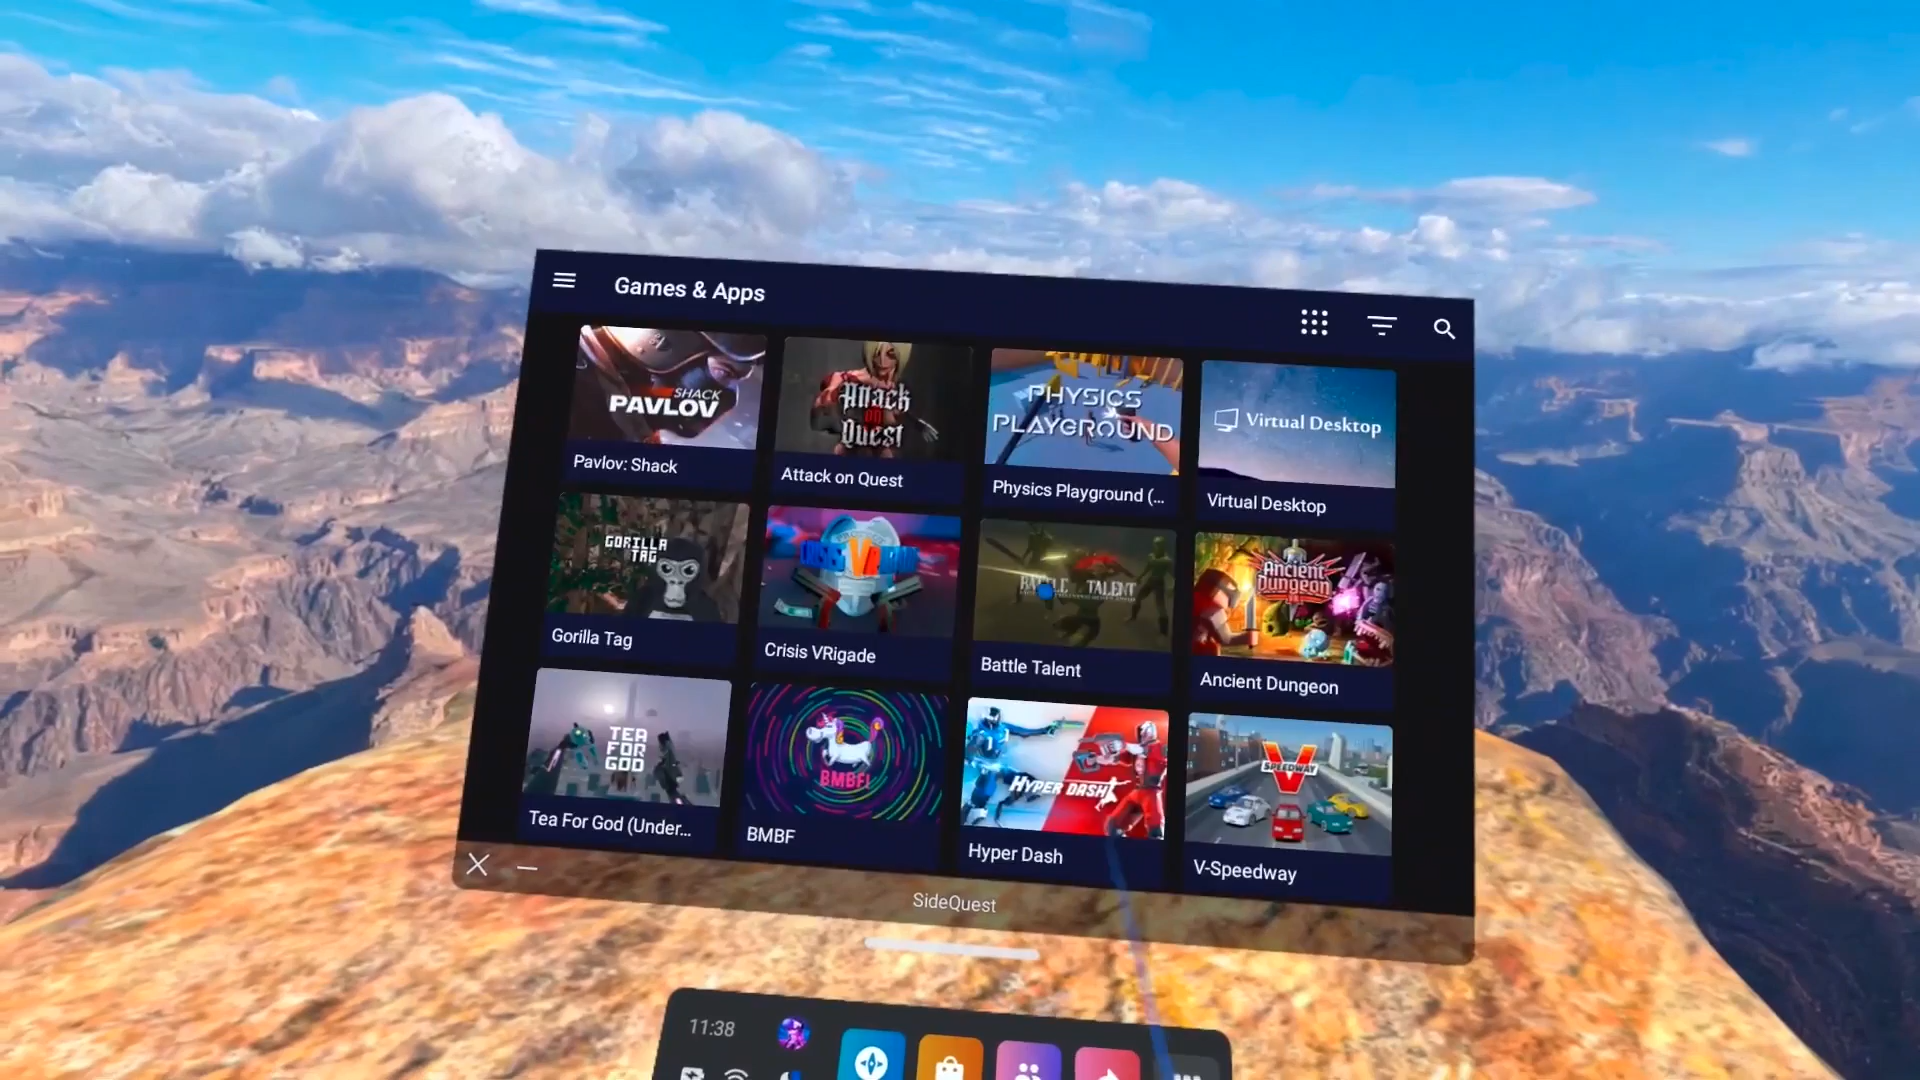 Games & Apps
SHACK
PAVLOV
Attack
on
Quest
PHYSICS
PLAYGROUND
Virtual Desktop
Pavlov: Shack
Attack on Quest
Physics Playground (...
Virtual Desktop
GORILLA
TAG
BATTLE TALENT
Ancient
Dungeon
Gorilla Tag
Crisis VRigade
Battle Talent
Ancient Dungeon
TEA
FOR
GOD
BMBF!
HYPER DASH
V
SPEEDWAY
Tea For God (Under...
BMBF
Hyper Dash
V-Speedway
SideQuest
11:38